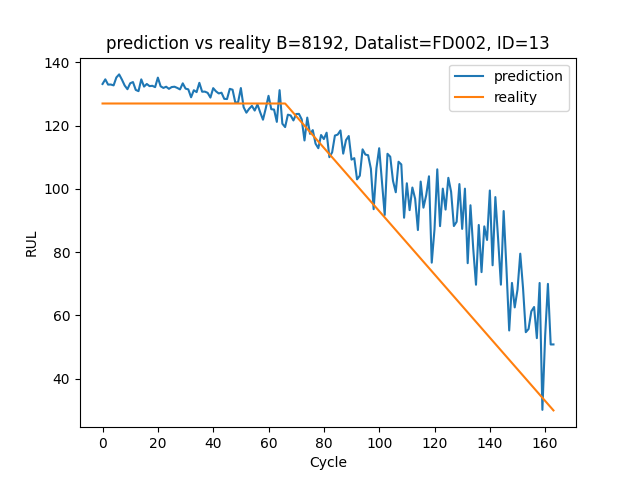 prediction vs reality B=8192, Datalist=FD002, ID=13
prediction
reality
RUL
140
120
100
80
60
40
0 20 40 60 80 100 120 140 160
Cycle